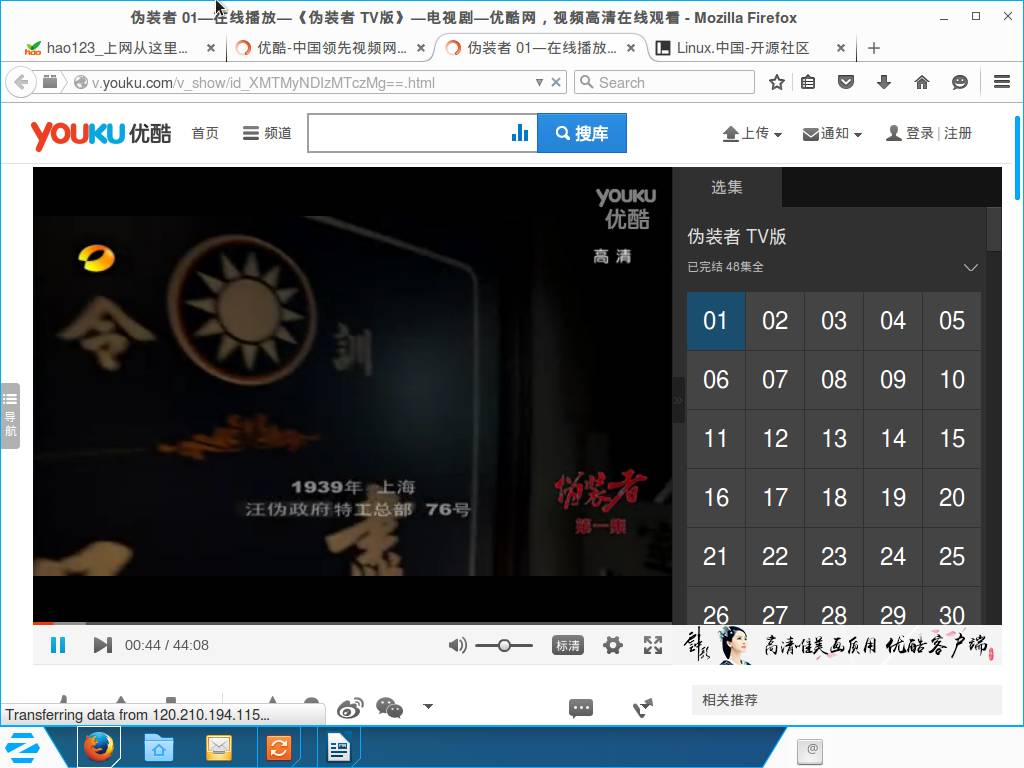 伪装者 01—在线播放—《伪装者 TV版》—电视剧—优酷网，视频高清在线观看 - Mozilla Firefox
hao123_上网从这里...
优酷-中国领先视频网...
伪装者 01—在线播放...
Linux.中国-开源社区
v.youku.com/v_show/id_XMTMyNDIzMTczMg==.html
Search
YOUKU 优酷
首页
频道
搜库
上传
通知
登录 | 注册
选集
YOUKU
优酷
高清
伪装者 TV版
已完结 48集全
令
訓
01 02 03 04 05
06 07 08 09 10
11 12 13 14 15
16 17 18 19 20
21 22 23 24 25
26 27 28 29 30
导航
1939年 上海
汪伪政府特工总部 76号
伪装者
第一集
00:44 / 44:08
标清
高清唯美画质用 优酷客户端
相关推荐
Transferring data from 120.210.194.115...